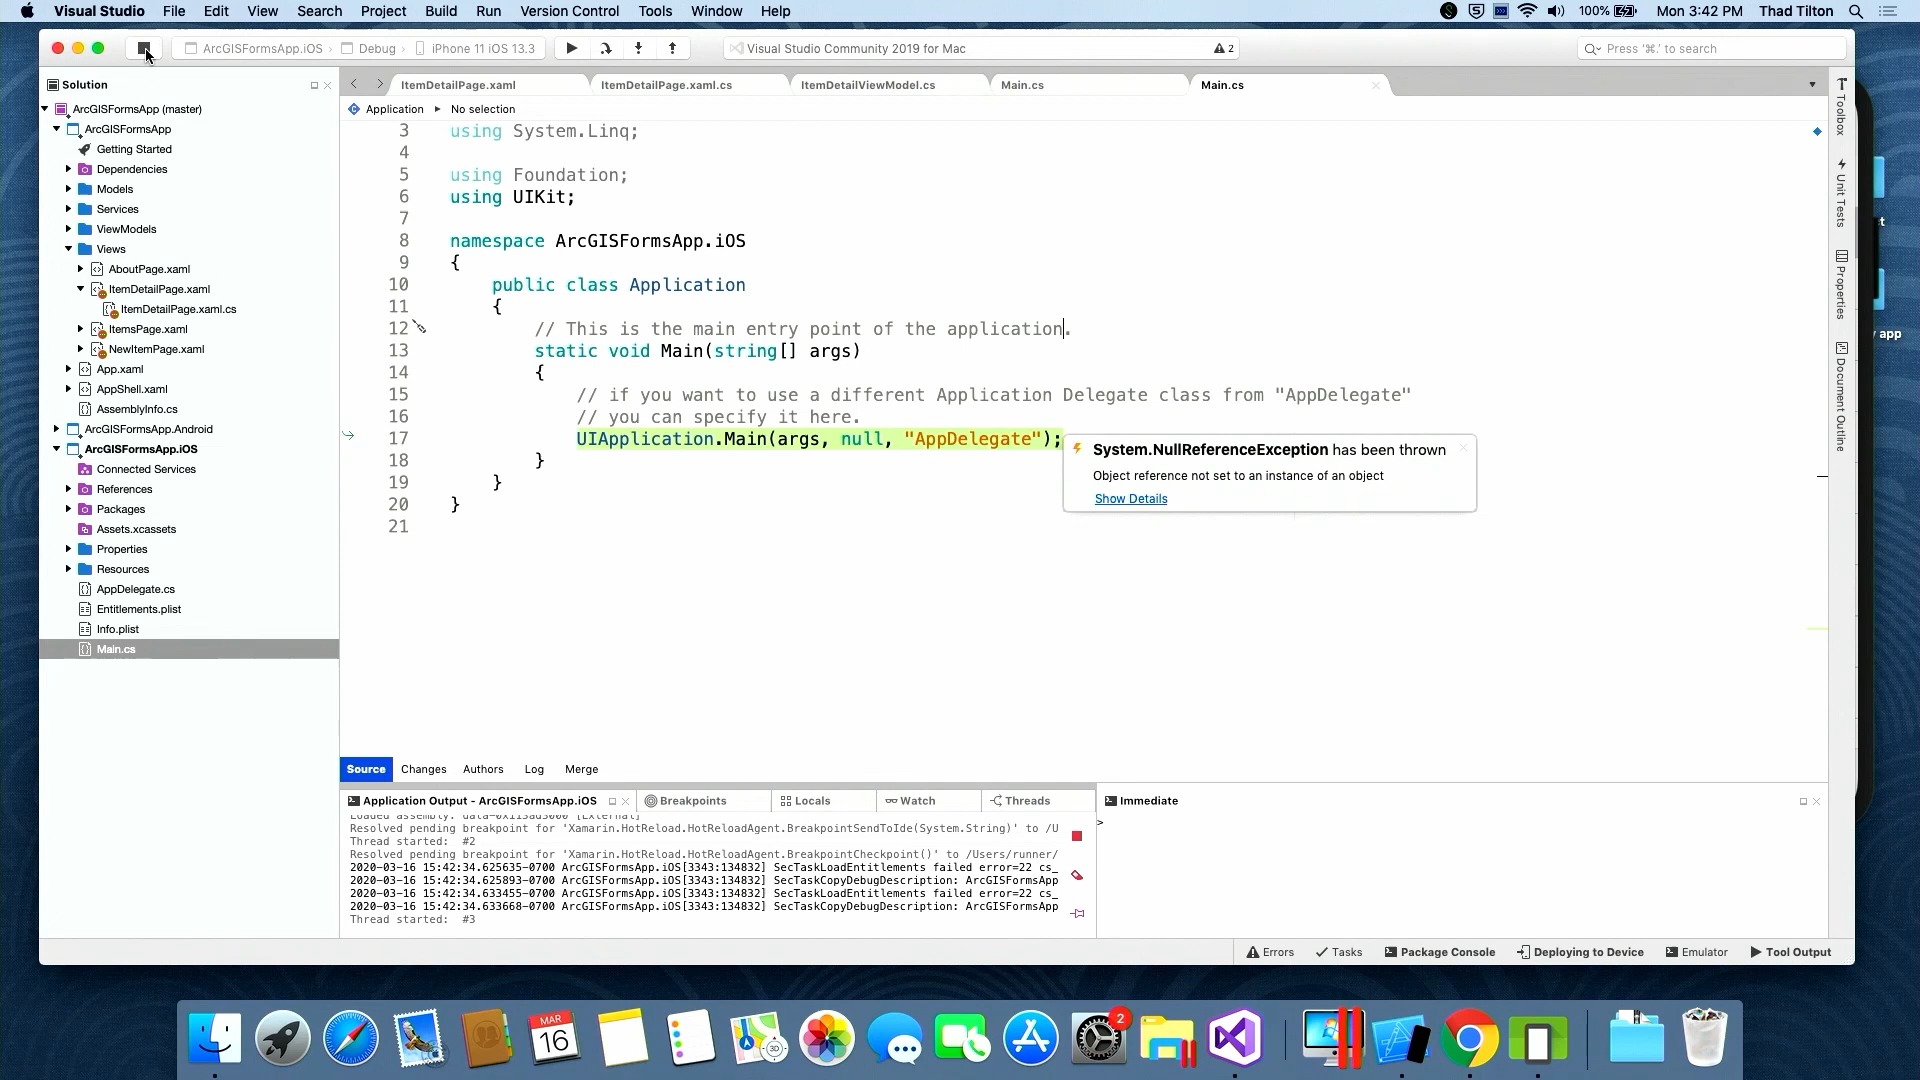 Visual Studio File Edit View Search Project Build Run Version Control Tools Window Help
100% Mon 3:42 PM Thad Tilton
ArcGISFormsApp.iOS › Debug › iPhone 11 iOS 13.3
Visual Studio Community 2019 for Mac
2
Press '⌘.' to search
Solution
ArcGISFormsApp (master)
ArcGISFormsApp
Getting Started
Dependencies
Models
Services
ViewModels
Views
AboutPage.xaml
ItemDetailPage.xaml
ItemDetailPage.xaml.cs
ItemsPage.xaml
NewItemPage.xaml
App.xaml
AppShell.xaml
AssemblyInfo.cs
ArcGISFormsApp.Android
ArcGISFormsApp.iOS
Connected Services
References
Packages
Assets.xcassets
Properties
Resources
AppDelegate.cs
Entitlements.plist
Info.plist
Main.cs
ItemDetailPage.xaml ItemDetailPage.xaml.cs ItemDetailViewModel.cs Main.cs Main.cs
Application No selection
3 using System.Linq;
4
5 using Foundation;
6 using UIKit;
7
8 namespace ArcGISFormsApp.iOS
9 {
10 public class Application
11 {
12 // This is the main entry point of the application.
13 static void Main(string[] args)
14 {
15 // if you want to use a different Application Delegate class from "AppDelegate"
16 // you can specify it here.
17 UIApplication.Main(args, null, "AppDelegate");
18 }
19 }
20 }
21
System.NullReferenceException has been thrown
Object reference not set to an instance of an object
Show Details
Toolbox
Unit Tests
Properties
Document Outline
app
Source Changes Authors Log Merge
Application Output - ArcGISFormsApp.iOS Breakpoints Locals Watch Threads
Loaded assembly: data-0x113ad3000 [External]
Resolved pending breakpoint for 'Xamarin.HotReload.HotReloadAgent.BreakpointSendToIde(System.String)' to /U
Thread started: #2
Resolved pending breakpoint for 'Xamarin.HotReload.HotReloadAgent.BreakpointCheckpoint()' to /Users/runner/
2020-03-16 15:42:34.625635-0700 ArcGISFormsApp.iOS[3343:134832] SecTaskLoadEntitlements failed error=22 cs_
2020-03-16 15:42:34.625893-0700 ArcGISFormsApp.iOS[3343:134832] SecTaskCopyDebugDescription: ArcGISFormsApp
2020-03-16 15:42:34.633455-0700 ArcGISFormsApp.iOS[3343:134832] SecTaskLoadEntitlements failed error=22 cs_
2020-03-16 15:42:34.633668-0700 ArcGISFormsApp.iOS[3343:134832] SecTaskCopyDebugDescription: ArcGISFormsApp
Thread started: #3
Immediate
>
Errors Tasks Package Console Deploying to Device Emulator Tool Output
MAR
16
3D
2